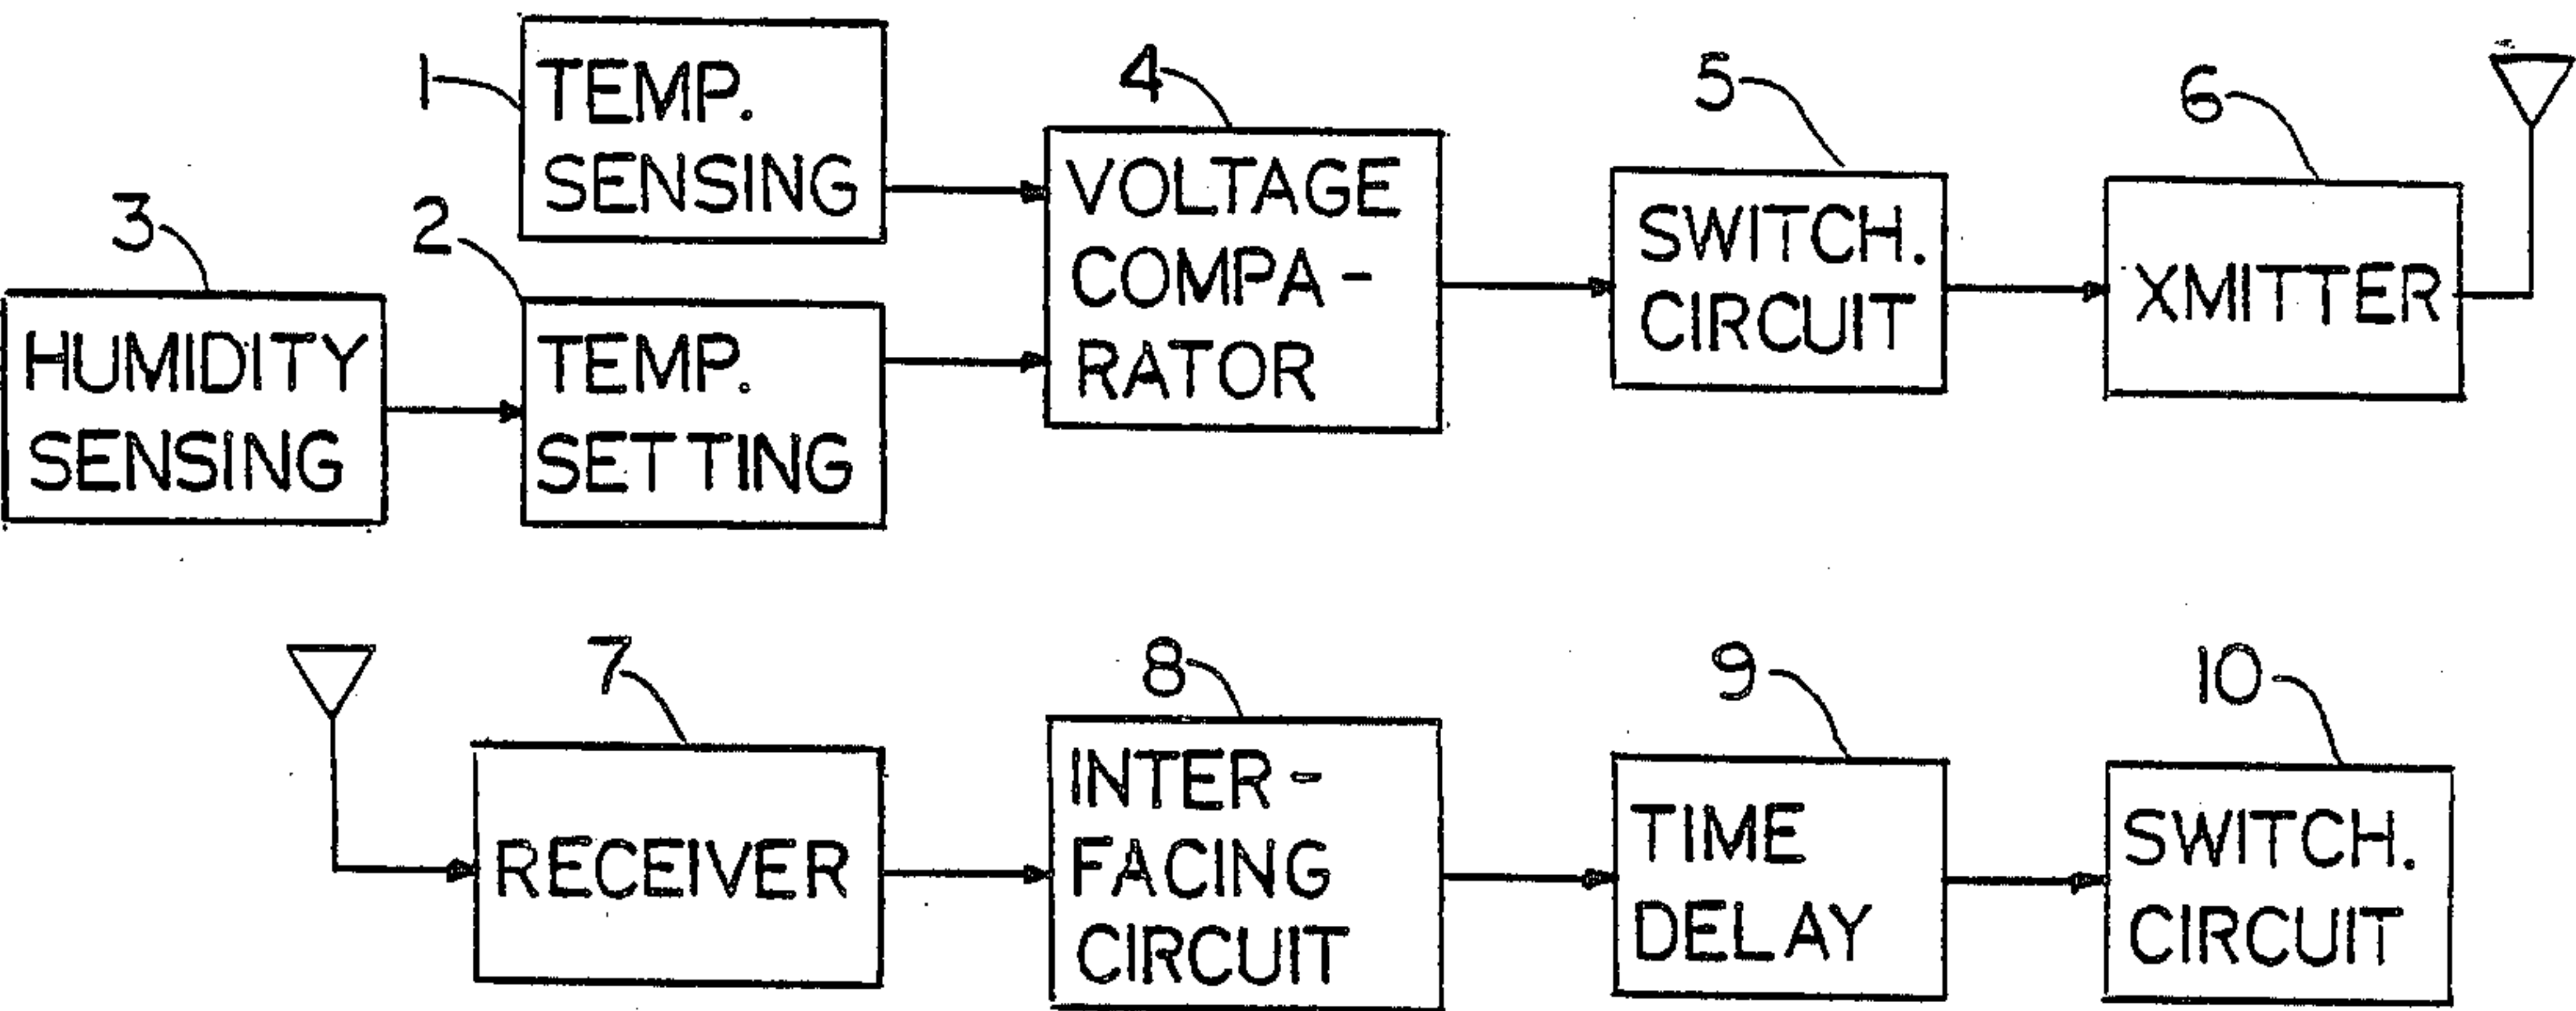 1
TEMP.
SENSING
2
TEMP.
SETTING
3
HUMIDITY
SENSING
4
VOLTAGE
COMPA-
RATOR
5
SWITCH.
CIRCUIT
6
XMITTER
7
RECEIVER
8
INTER-
FACING
CIRCUIT
9
TIME
DELAY
10
SWITCH.
CIRCUIT